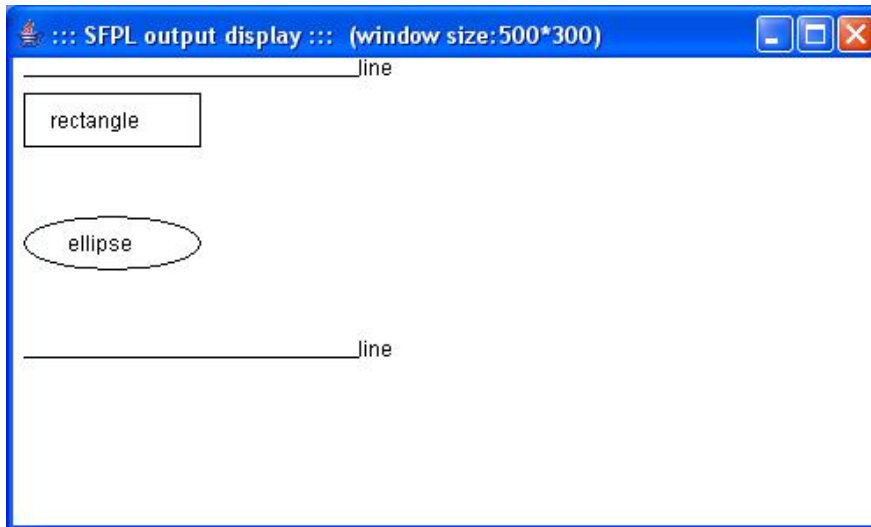 ::: SFPL output display :::  (window size:500*300)
line
rectangle
ellipse
line